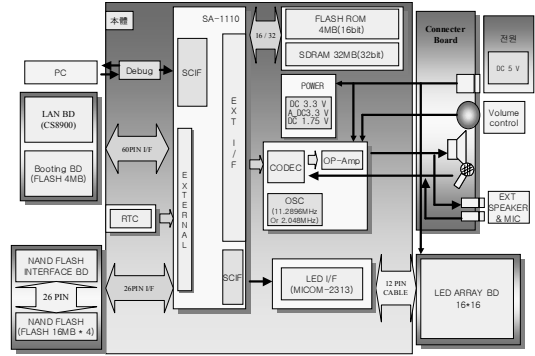 本體
SA-1110
FLASH ROM
4MB(16bit)
SDRAM 32MB(32bit)
16 / 32
Connecter
Board
전원
DC 5 V
PC
Debug
SCIF
POWER
DC 3.3 V
A_DC3.3 V
DC 1.75 V
Volume
control
LAN BD
(CS8900)
Booting BD
(FLASH 4MB)
60PIN I/F
EXT I/F
EXTERNAL
CODEC
OP-Amp
OSC
(11.2896MHz
Or 2.048MHz)
EXT
SPEAKER
& MIC
RTC
NAND FLASH
INTERFACE BD
26 PIN
NAND FLASH
(FLASH 16MB * 4)
26PIN I/F
SCIF
LED I/F
(MICOM-2313)
12 PIN
CABLE
LED ARRAY BD
16*16